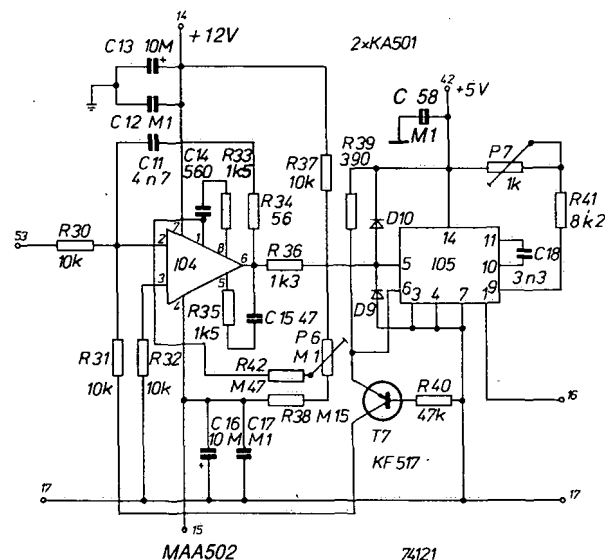 14
+12V
C13 10M
+
2xKA501
42
+5V
C 58
M1
C12 M1
C11
4n7
C14
560
R33
1k5
R34
56
R37
10k
R39
390
P7
1k
R41
8k2
53
R30
10k
2
7
1
8
6
3
4
5
IO4
R36
1k3
D10
D9
5
6
14
IO5
11
10
9
3
4
7
1
C18
3n3
R35
1k5
C15 47
P6
M1
R31
10k
R32
10k
R42
M47
R38 M15
R40
47k
16
C16
10M
+
C17
M1
T7
KF517
17
17
15
MAA502
74121